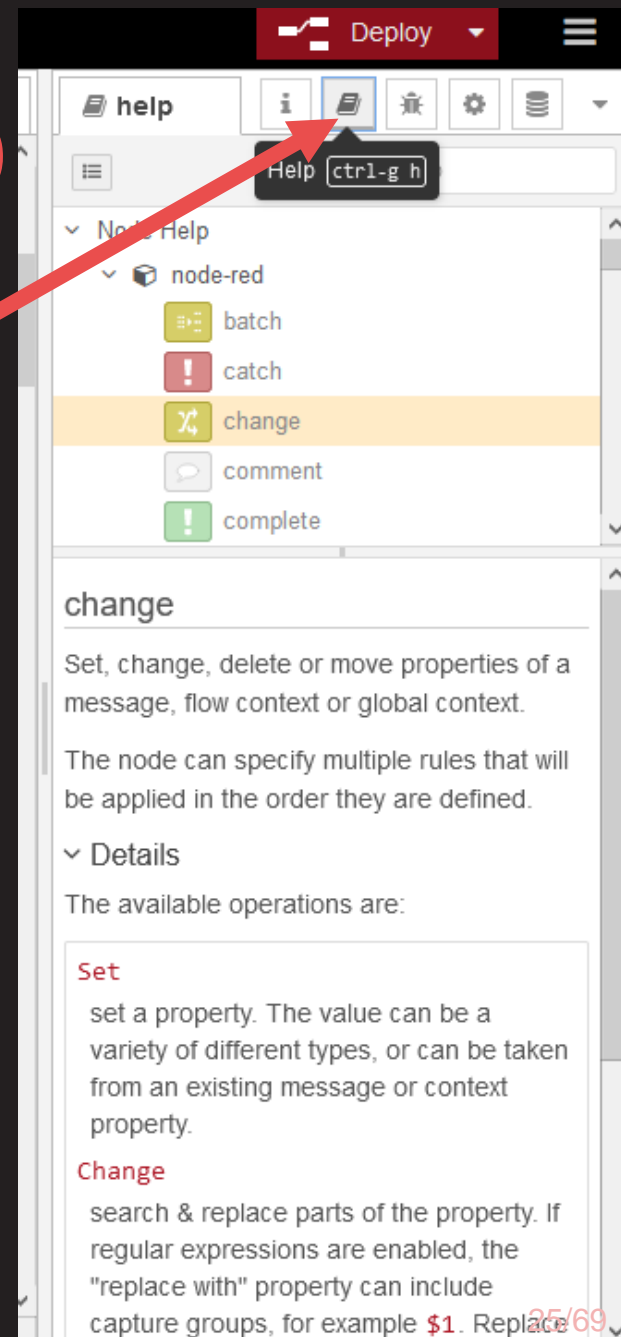 Deploy
help
Help ctrl-g h
Node Help
node-red
batch
catch
change
comment
complete
change
Set, change, delete or move properties of a
message, flow context or global context.
The node can specify multiple rules that will
be applied in the order they are defined.
Details
The available operations are:
Set
set a property. The value can be a
variety of different types, or can be taken
from an existing message or context
property.
Change
search & replace parts of the property. If
regular expressions are enabled, the
"replace with" property can include
capture groups, for example $1. Replace
25/69